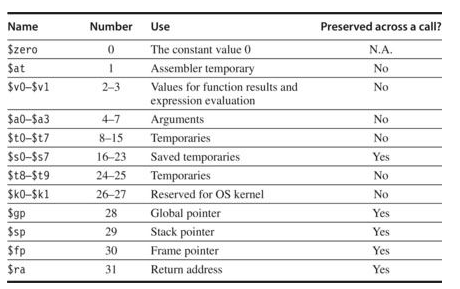 Name Number Use Preserved across a call?
$zero 0 The constant value 0 N.A.
$at 1 Assembler temporary No
$v0–$v1 2–3 Values for function results and No
expression evaluation
$a0–$a3 4–7 Arguments No
$t0–$t7 8–15 Temporaries No
$s0–$s7 16–23 Saved temporaries Yes
$t8–$t9 24–25 Temporaries No
$k0–$k1 26–27 Reserved for OS kernel No
$gp 28 Global pointer Yes
$sp 29 Stack pointer Yes
$fp 30 Frame pointer Yes
$ra 31 Return address Yes